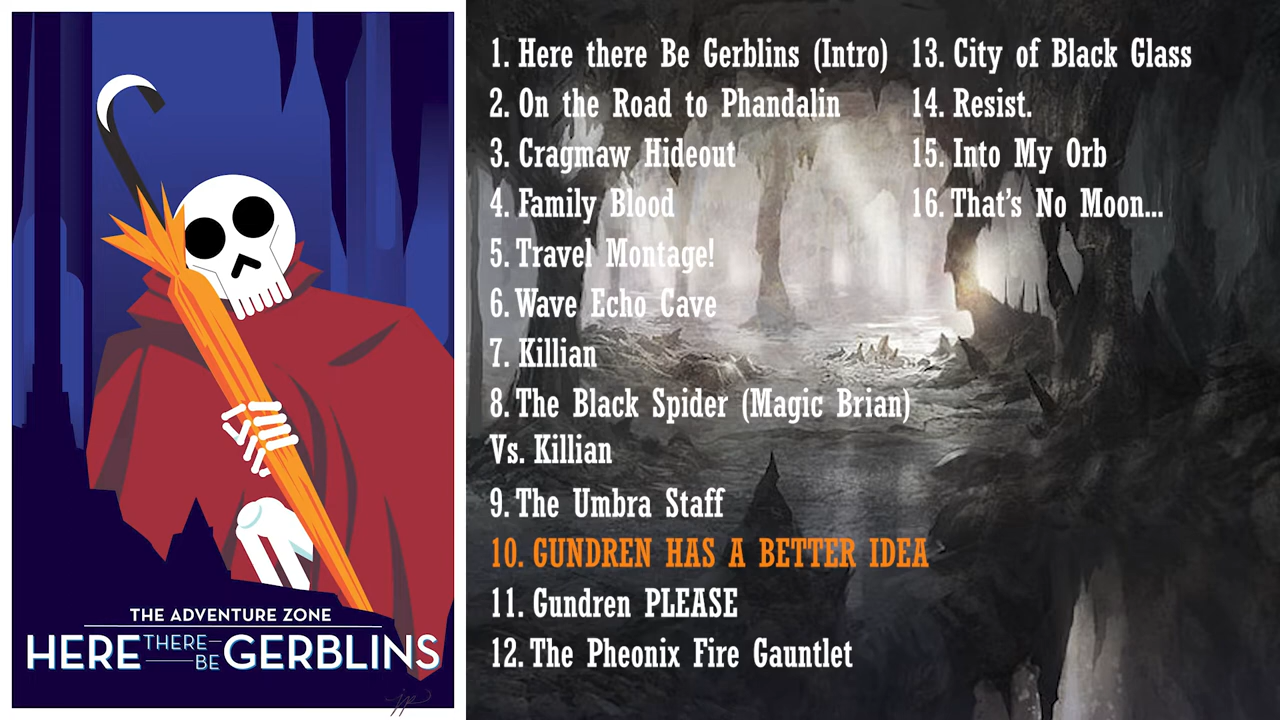 THE ADVENTURE ZONE
HERE THERE BE GERBLINS
1. Here there Be Gerblins (Intro)
2. On the Road to Phandalin
3. Cragmaw Hideout
4. Family Blood
5. Travel Montage!
6. Wave Echo Cave
7. Killian
8. The Black Spider (Magic Brian)
Vs. Killian
9. The Umbra Staff
10. GUNDREN HAS A BETTER IDEA
11. Gundren PLEASE
12. The Pheonix Fire Gauntlet
13. City of Black Glass
14. Resist.
15. Into My Orb
16. That's No Moon...